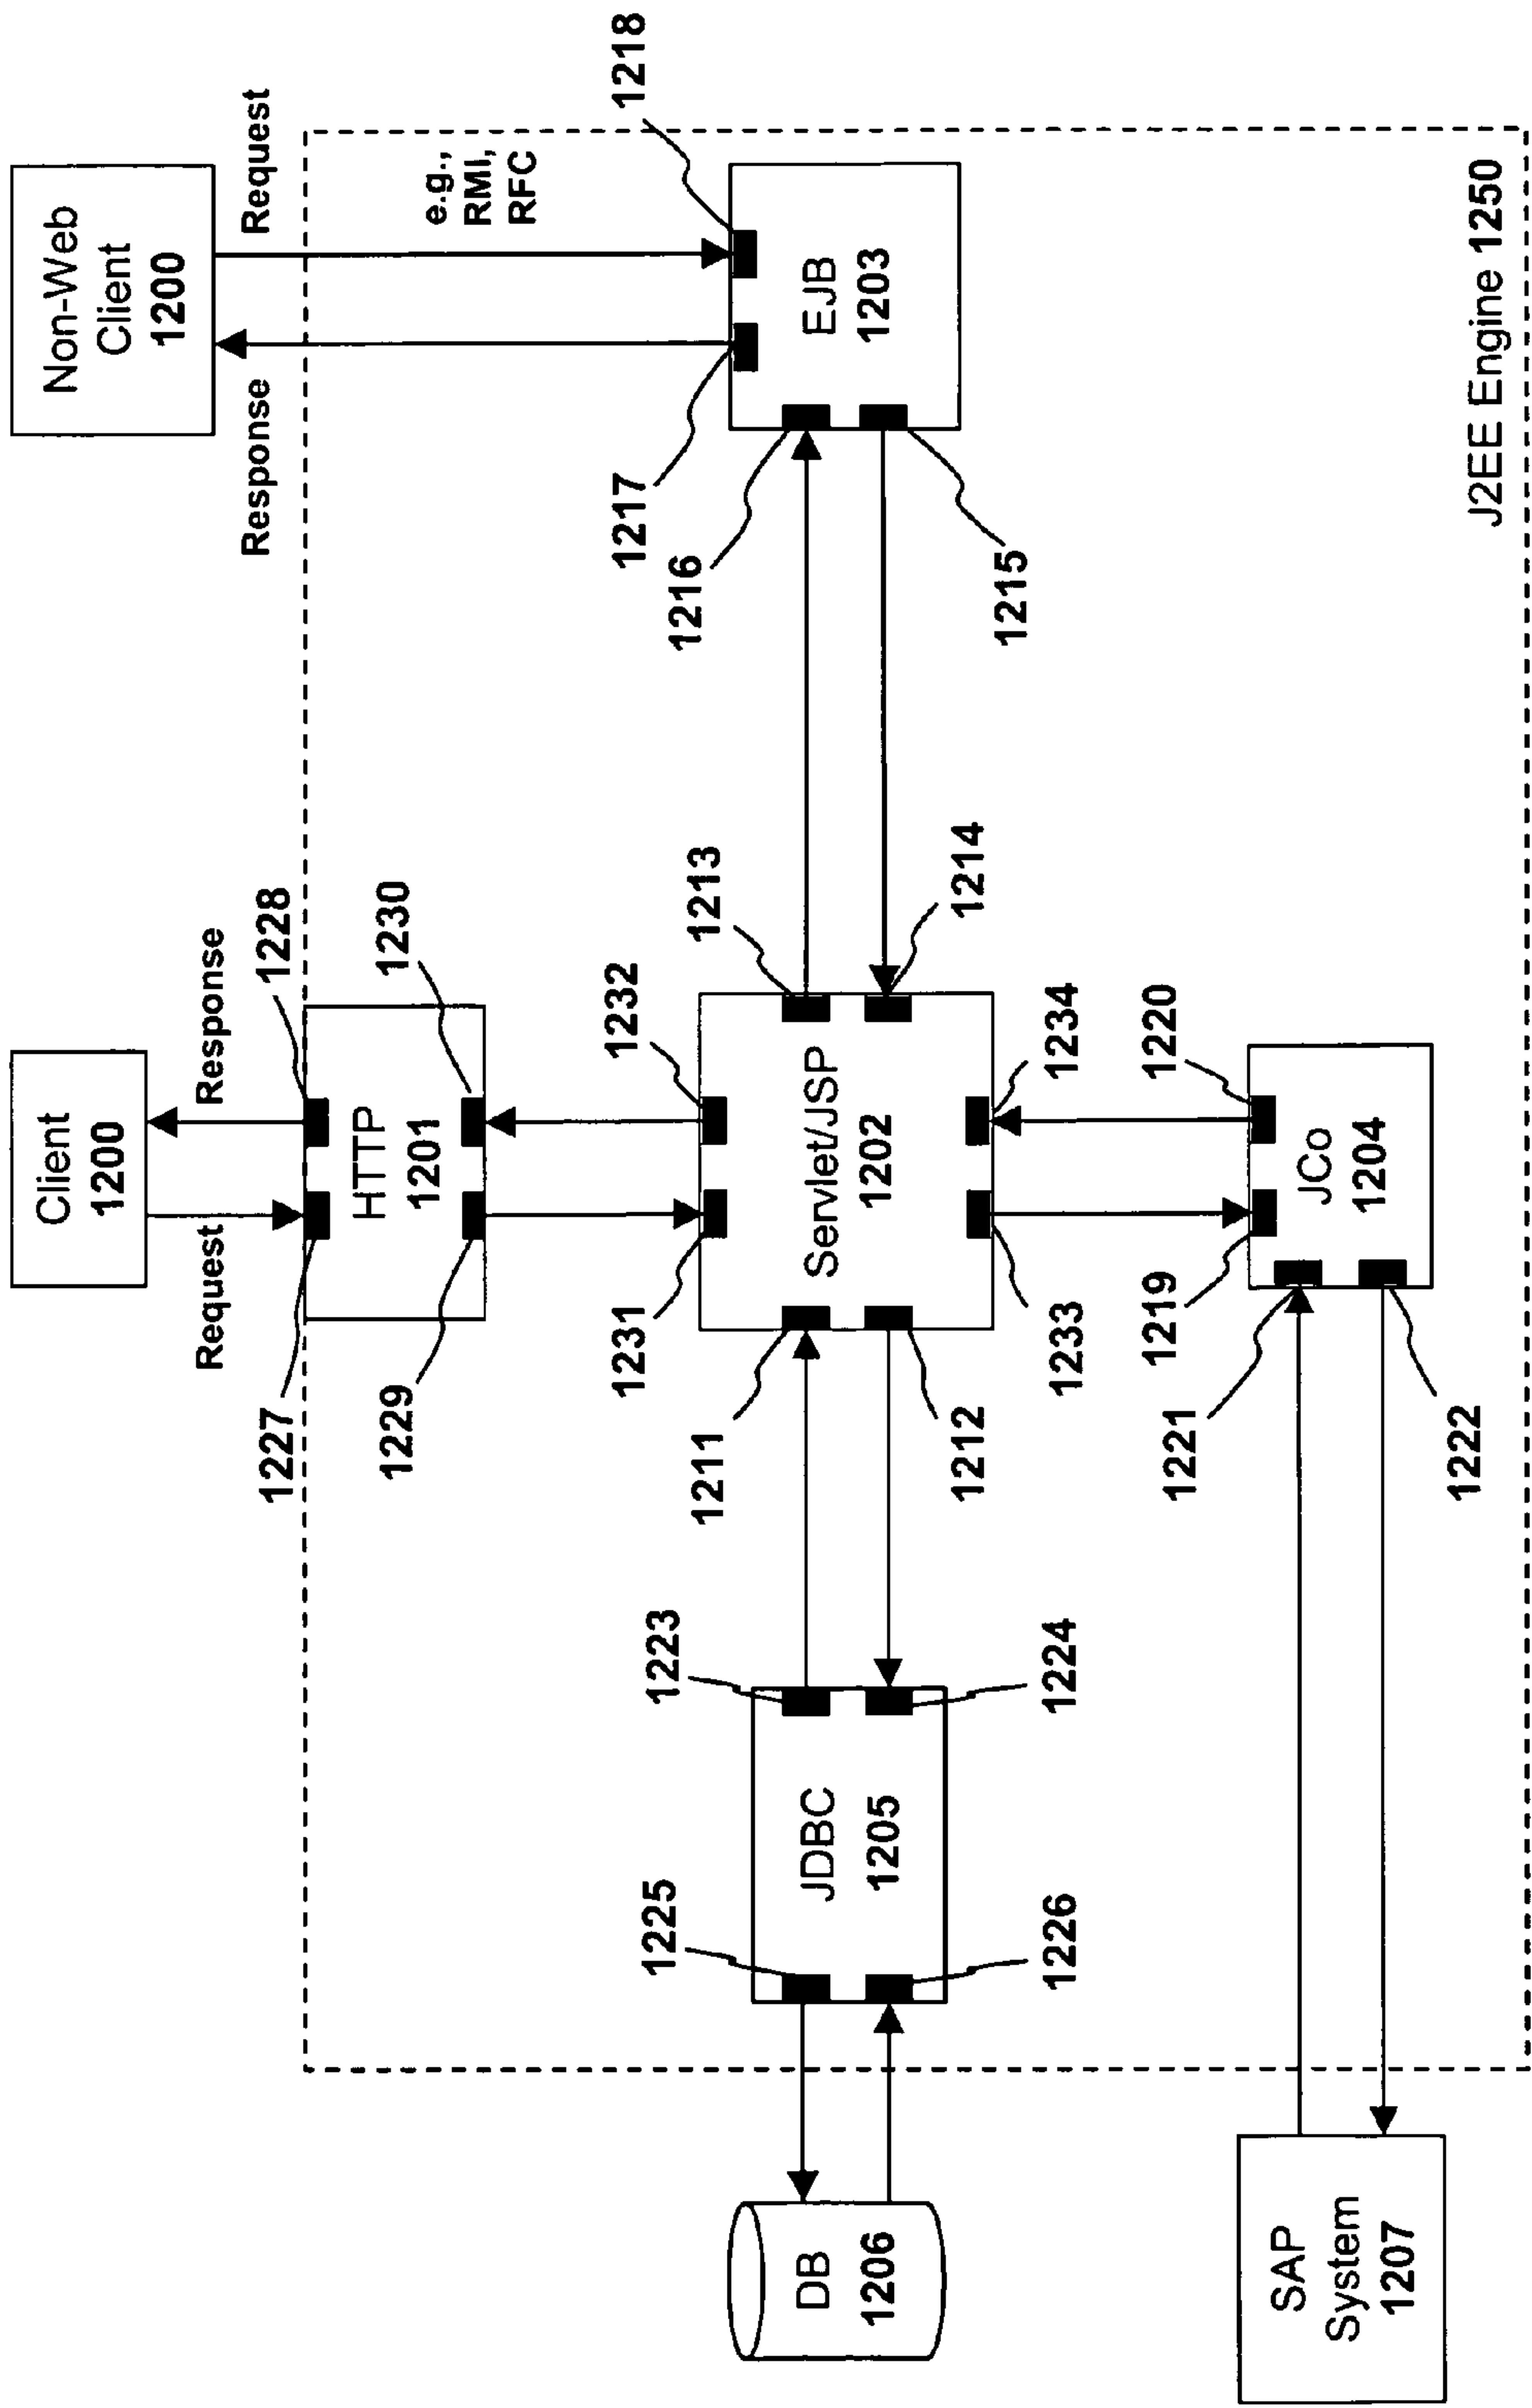 Client
1200
Non-Web
Client
1200
Request
Response
Response
Request
e.g.,
RMI,
RFC
1227
1228
HTTP
1201
1229
1230
1217
1218
1231
1232
1225
1223
1211
1213
1216
JDBC
1205
Servlet/JSP
1202
EJB
1203
DB
1206
1226
1224
1212
1214
1215
1233
1234
1219
1220
1221
JCo
1204
1222
SAP
System
1207
J2EE Engine 1250